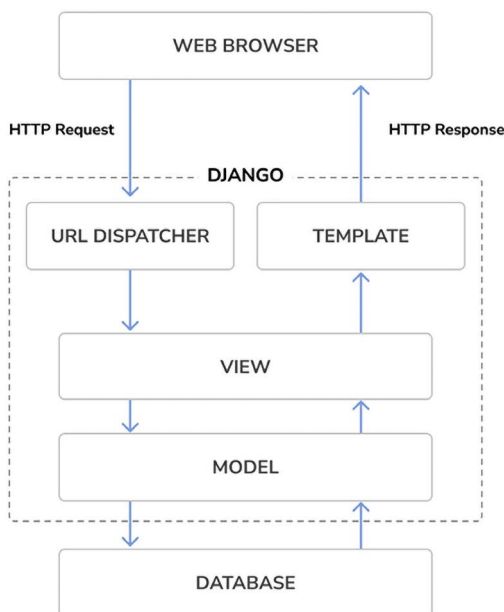 WEB BROWSER
HTTP Request
HTTP Response
DJANGO
URL DISPATCHER
TEMPLATE
VIEW
MODEL
DATABASE